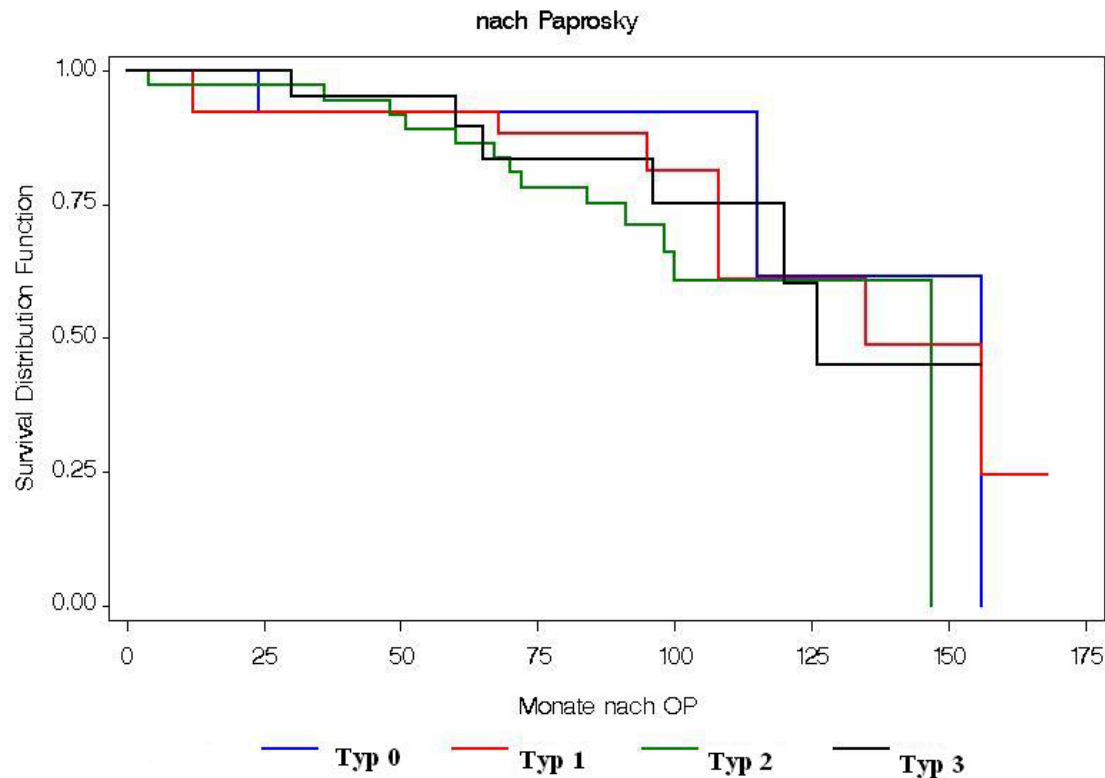 nach Paprosky
1.00
0.75
0.50
0.25
0.00
Survival Distribution Function
0 25 50 75 100 125 150 175
Monate nach OP
Typ 0 Typ 1 Typ 2 Typ 3